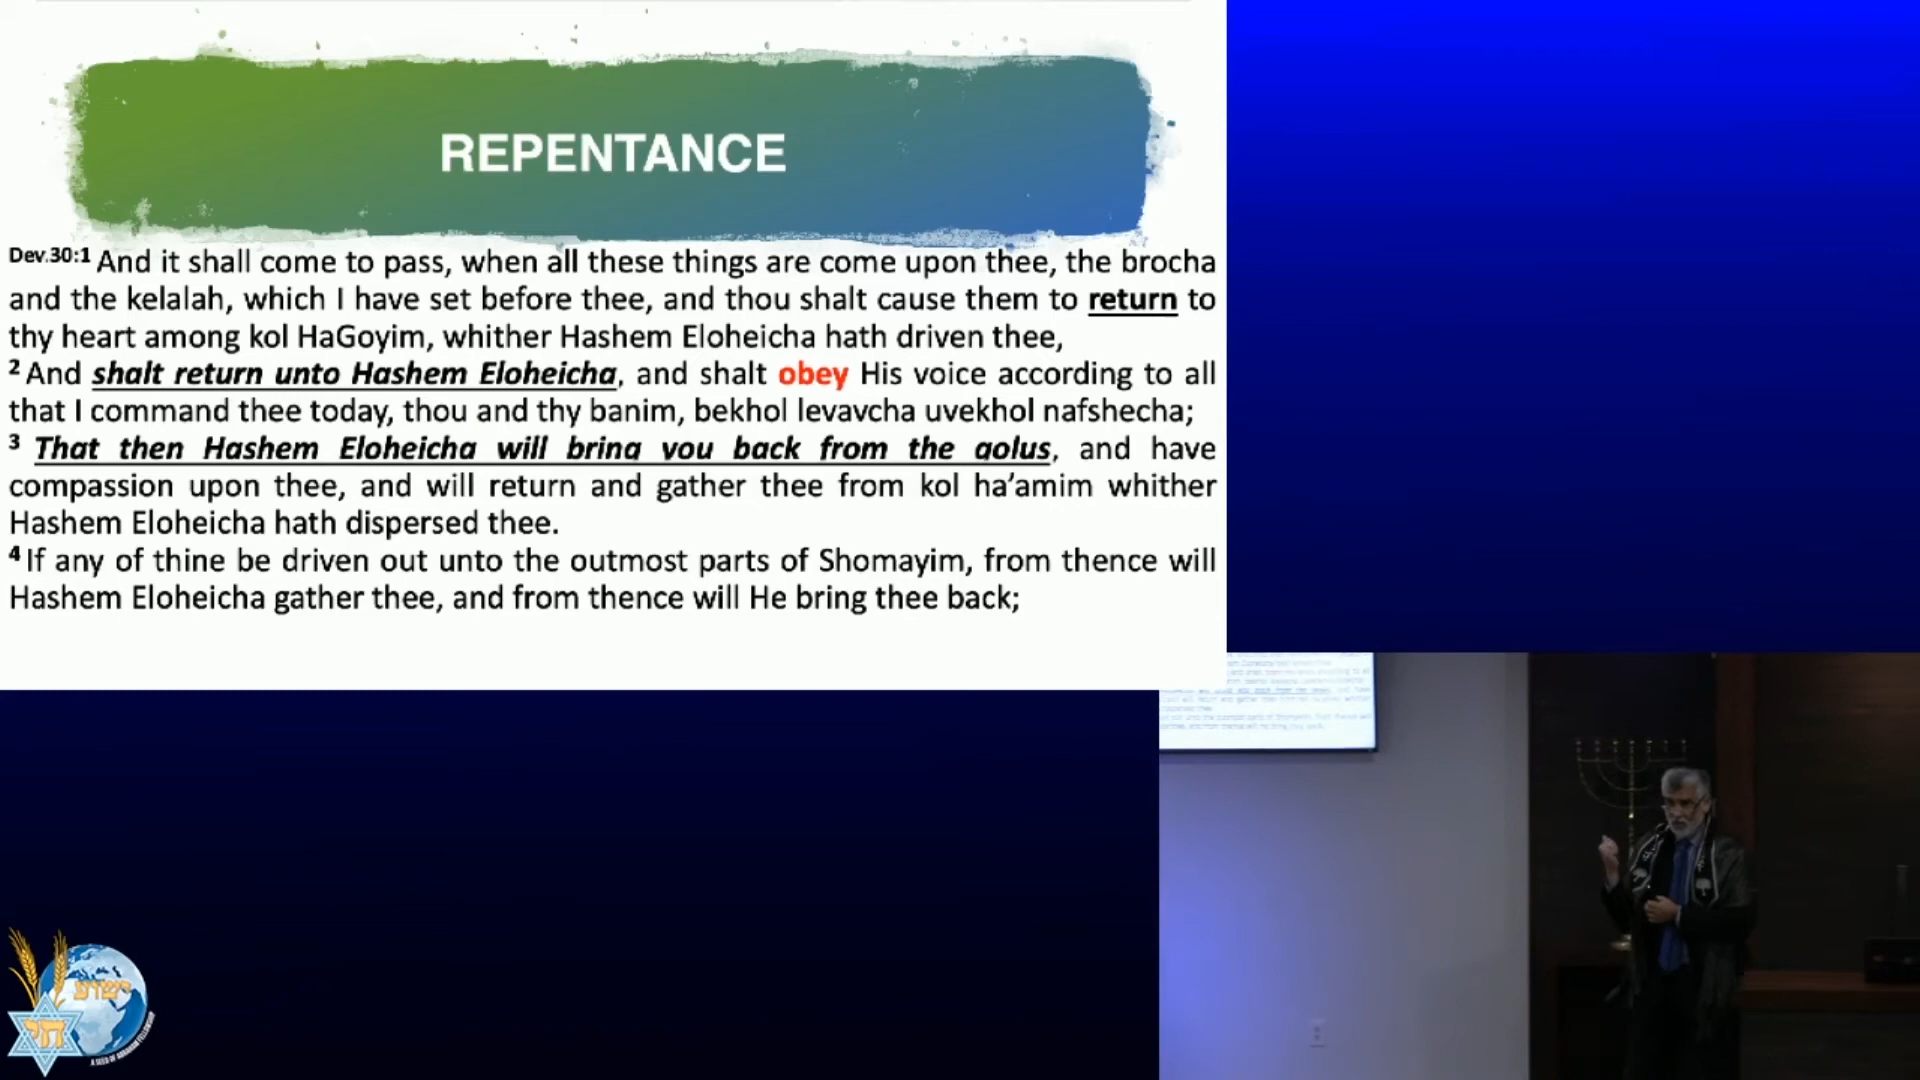 REPENTANCE
Dev.30:1 And it shall come to pass, when all these things are come upon thee, the brocha
and the kelalah, which I have set before thee, and thou shalt cause them to return to
thy heart among kol HaGoyim, whither Hashem Eloheicha hath driven thee,
2 And shalt return unto Hashem Eloheicha, and shalt obey His voice according to all
that I command thee today, thou and thy banim, bekhol levavcha uvekhol nafshecha;
3 That then Hashem Eloheicha will bring you back from the golus, and have
compassion upon thee, and will return and gather thee from kol ha’amim whither
Hashem Eloheicha hath dispersed thee.
4 If any of thine be driven out unto the outmost parts of Shomayim, from thence will
Hashem Eloheicha gather thee, and from thence will He bring thee back;
ישוע
חי
A SEED OF ABRAHAM FELLOWSHIP